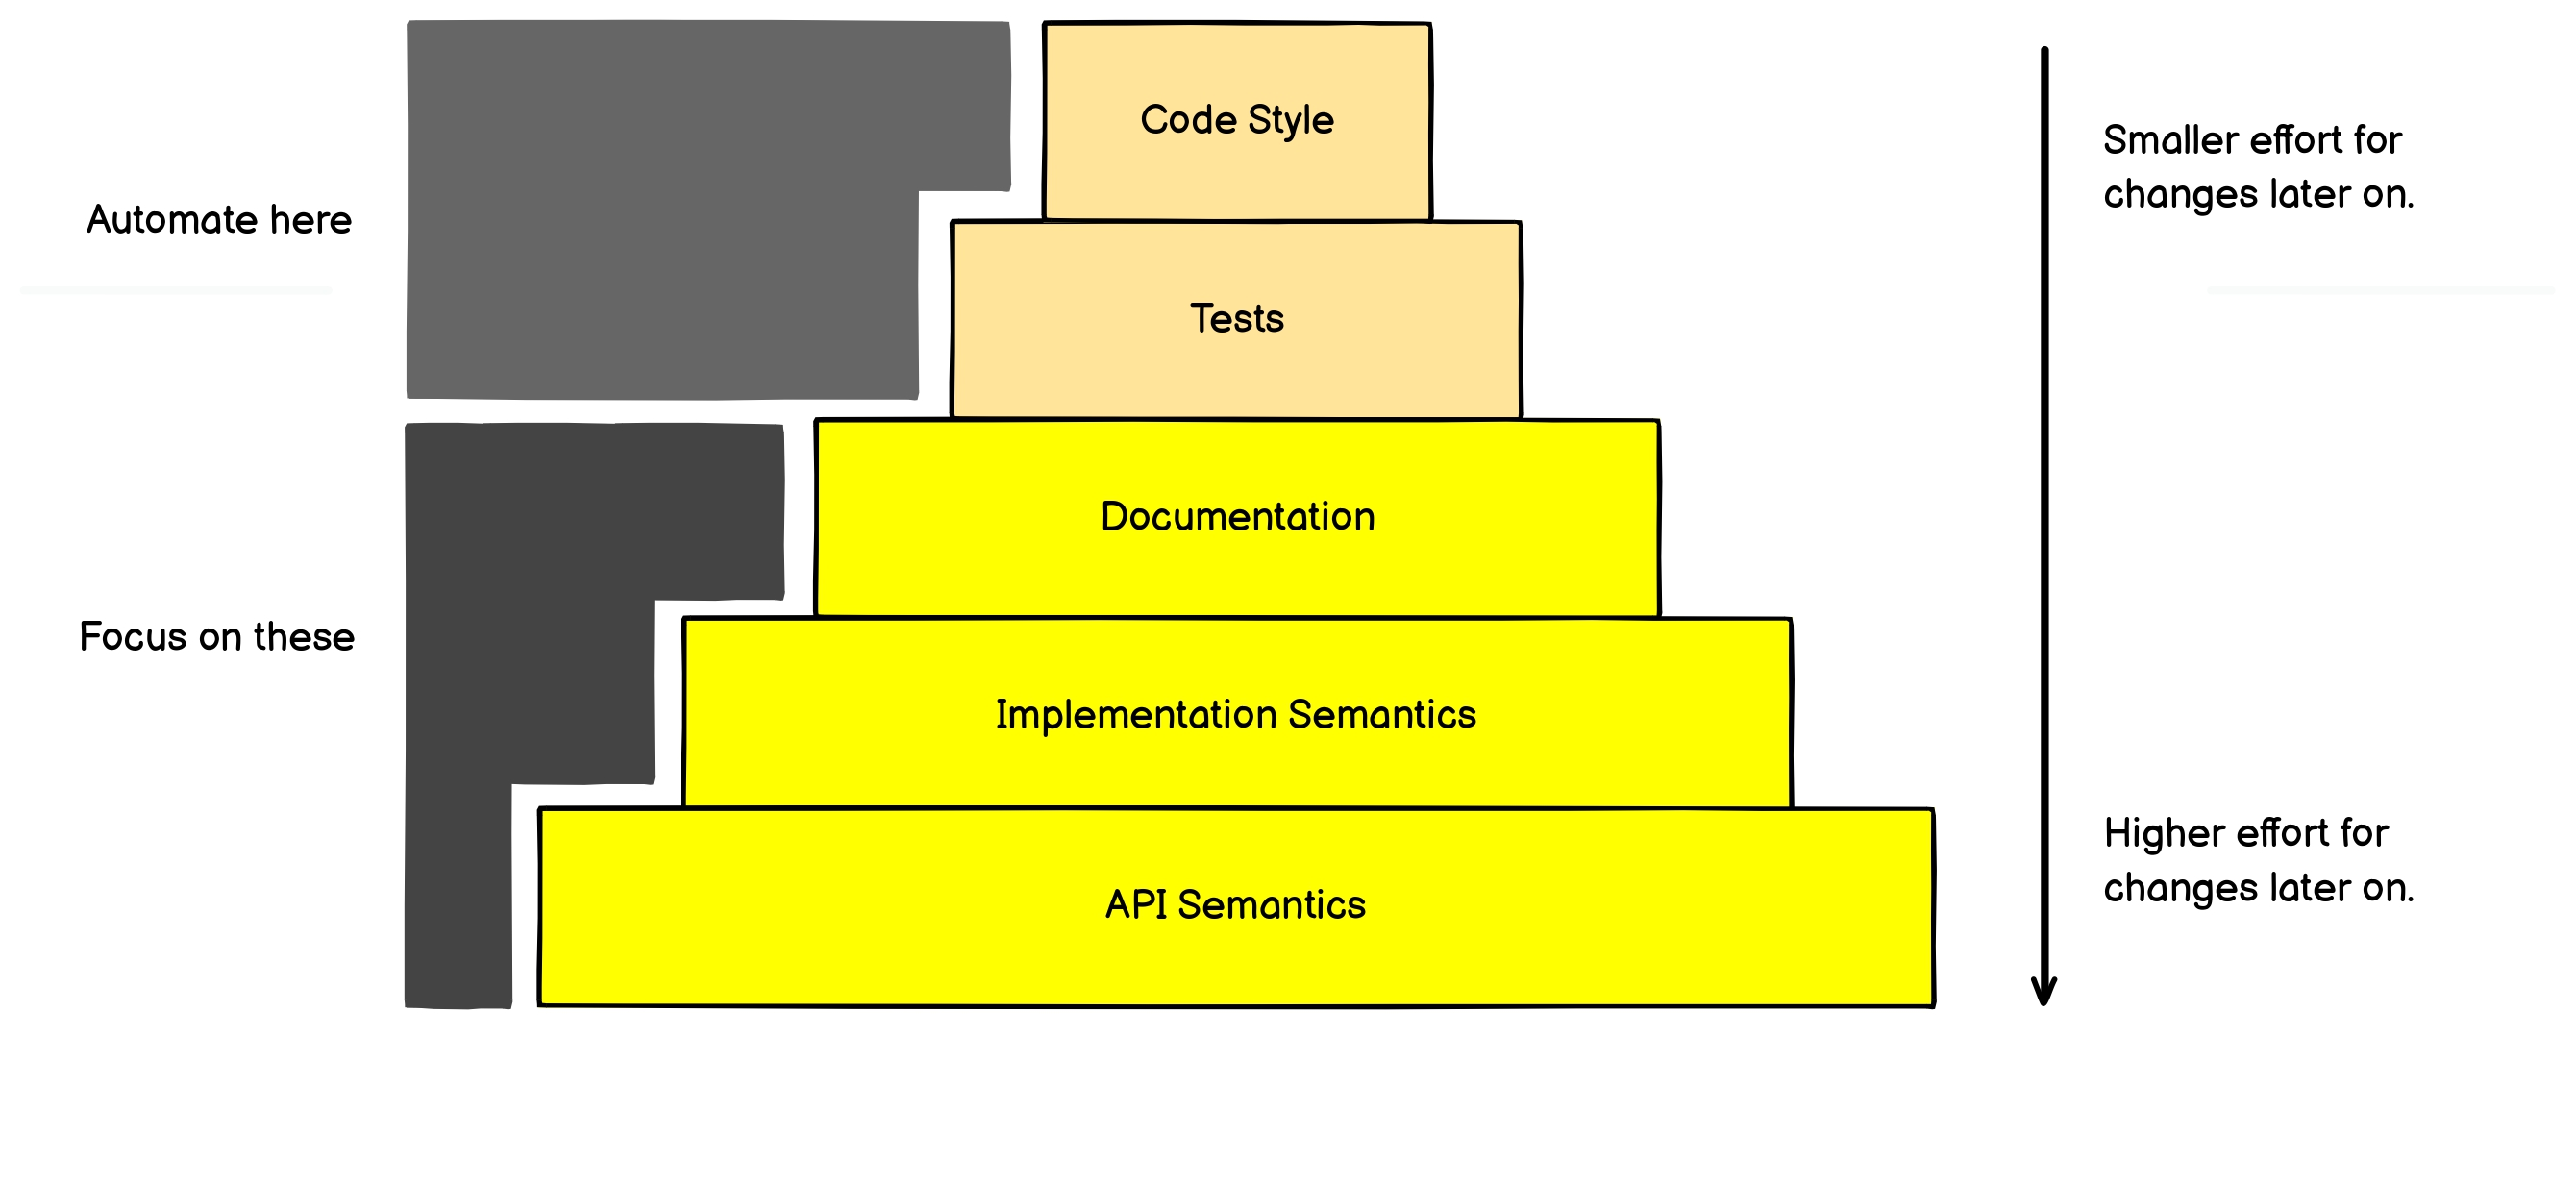 Code Style
Smaller effort for
changes later on.
Automate here
Tests
Documentation
Focus on these
Implementation Semantics
Higher effort for
changes later on.
API Semantics